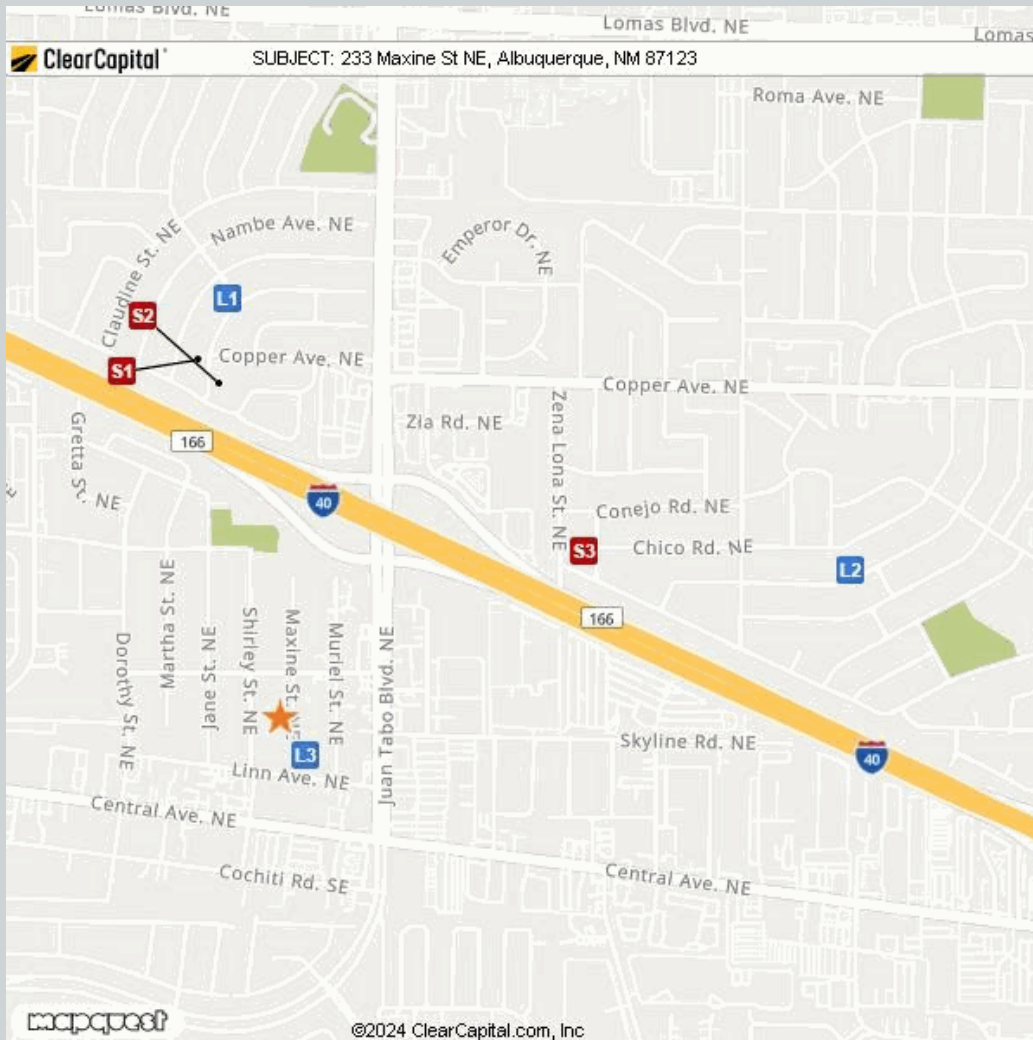 Lomas Blvd. NE
Lomas Blvd. NE
Lomas
ClearCapital
SUBJECT: 233 Maxine St NE, Albuquerque, NM 87123
Roma Ave. NE
Nambe Ave. NE
Claudine St. NE
Emperor Dr. NE
L1
S2
S1
Copper Ave. NE
Copper Ave. NE
Zia Rd. NE
Zena Lona St. NE
Gretta St. NE
166
40
Conejo Rd. NE
Chico Rd. NE
S3
L2
166
Martha St. NE
Dorothy St. NE
Jane St. NE
Shirley St. NE
Maxine St. NE
Muriel St. NE
Juan Tabo Blvd. NE
Skyline Rd. NE
L3
40
Linn Ave. NE
Central Ave. NE
Central Ave. NE
Cochiti Rd. SE
mapquest
©2024 ClearCapital.com, Inc